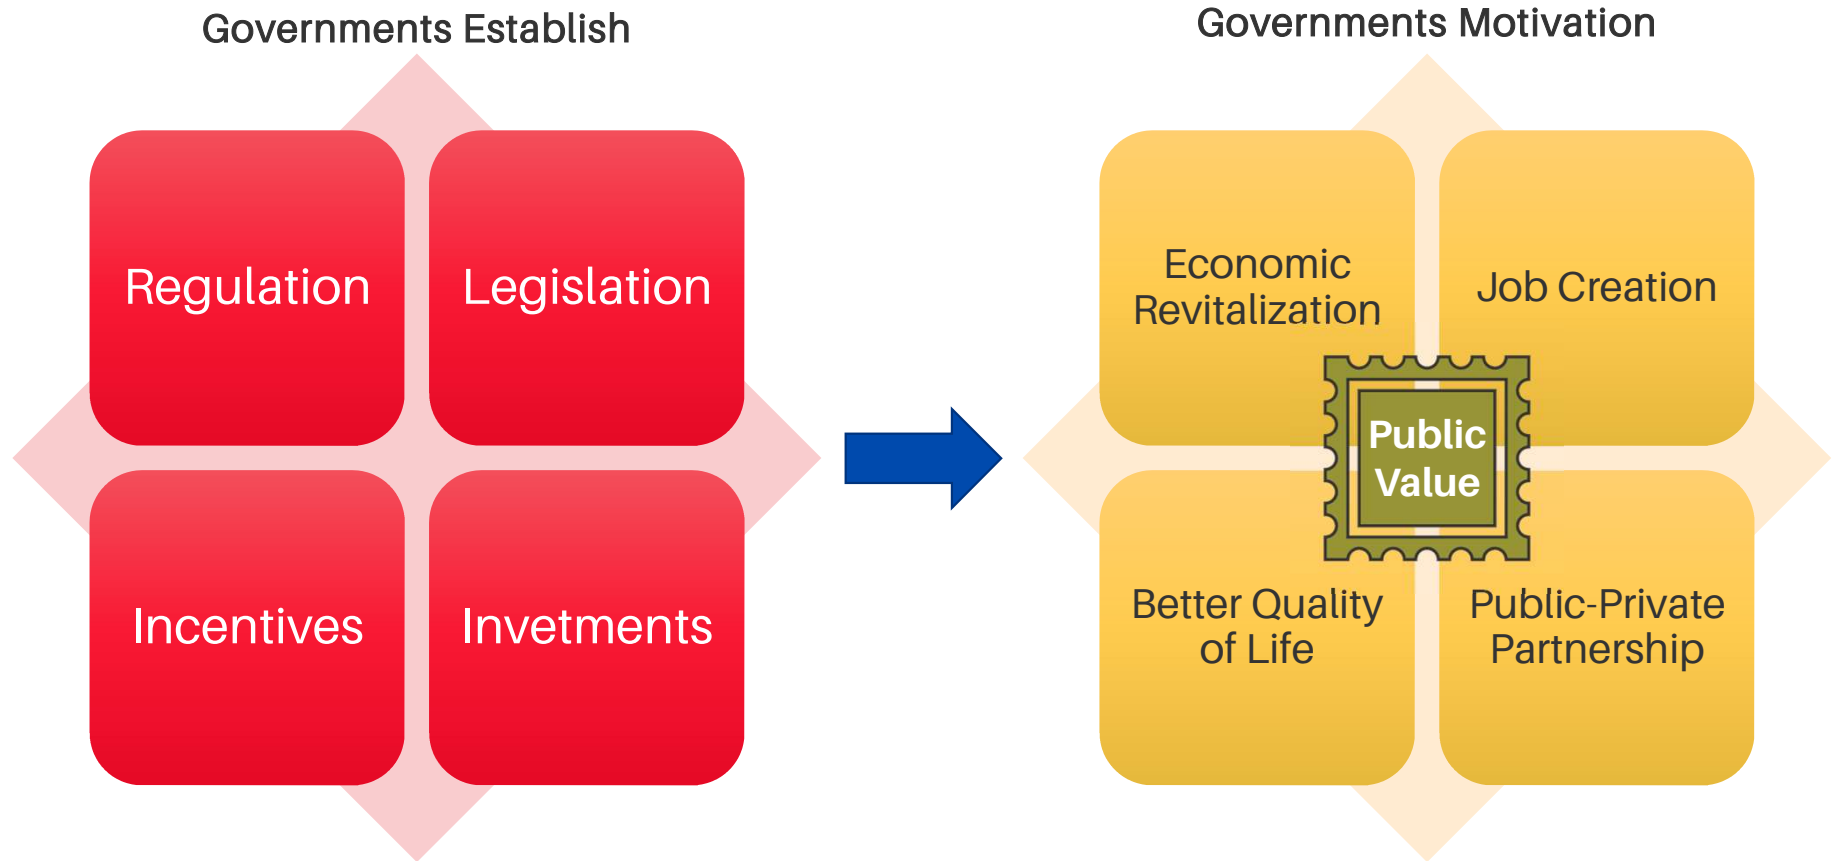 Governments Establish
Regulation
Legislation
Incentives
Invetments
Governments Motivation
Economic
Revitalization
Job Creation
Public
Value
Better Quality
of Life
Public-Private
Partnership